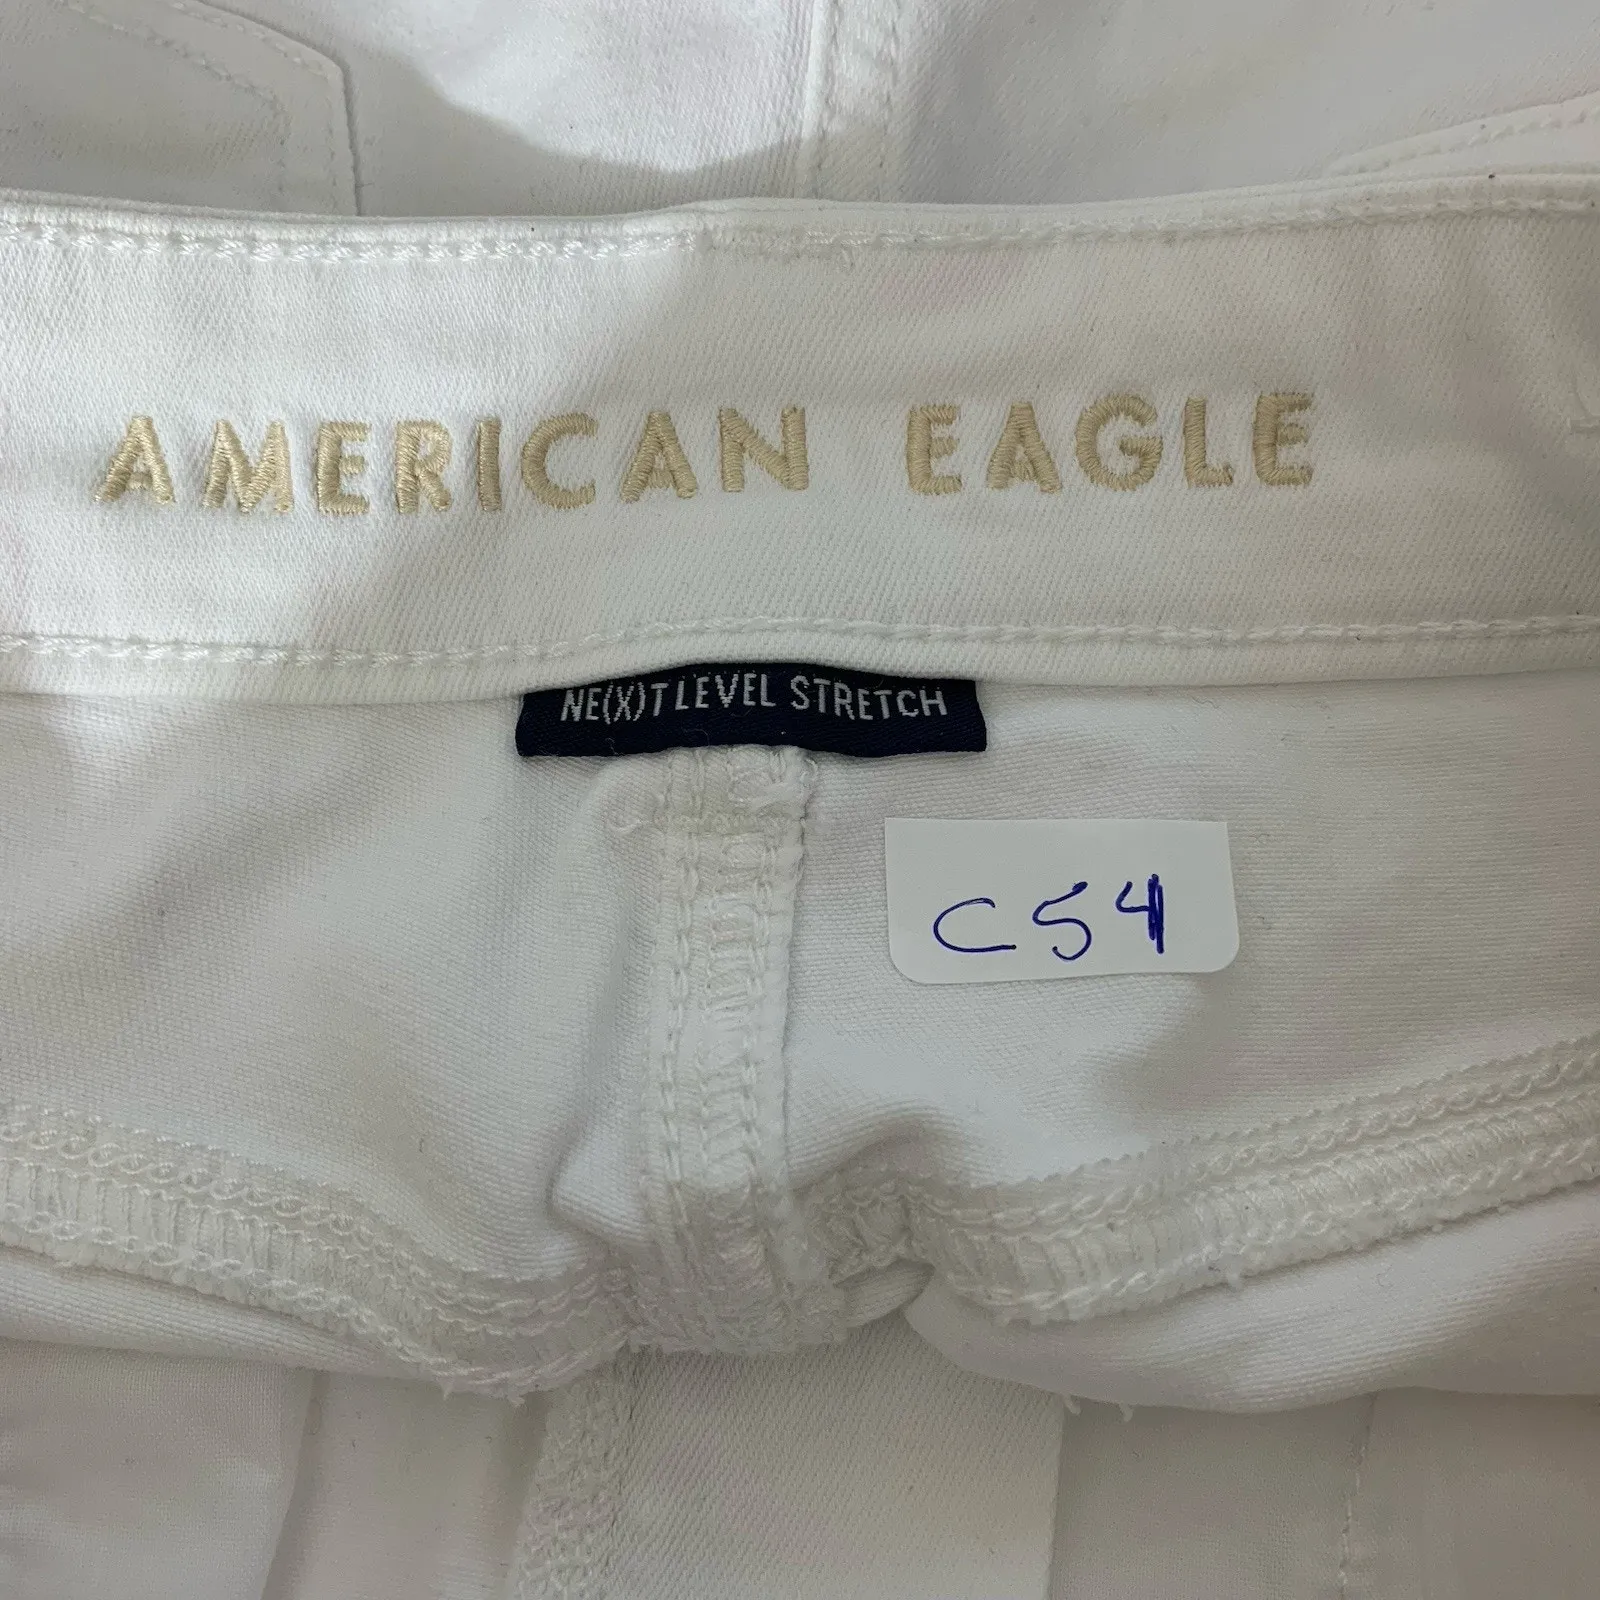 AMERICAN EAGLE
NE(X)T LEVEL STRETCH
C54